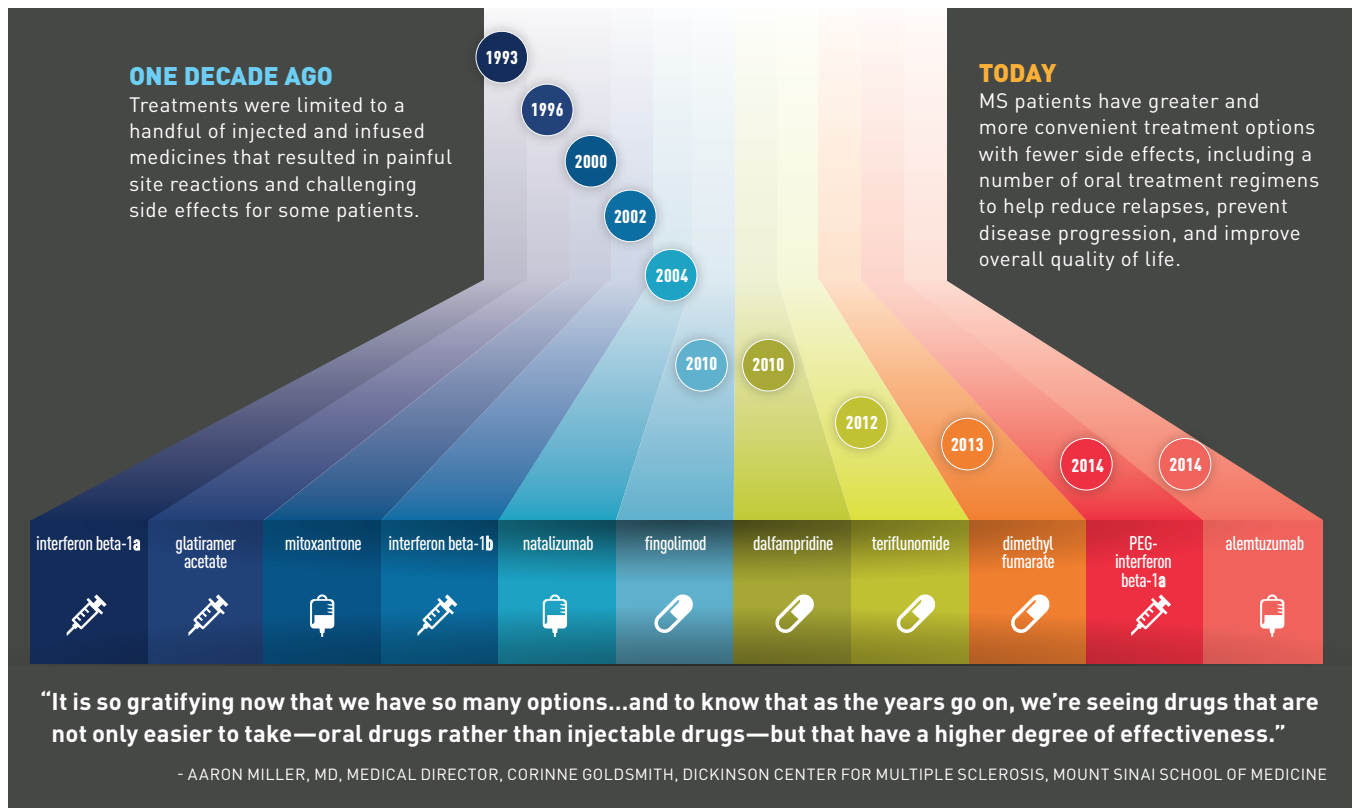 ONE DECADE AGO
Treatments were limited to a
handful of injected and infused
medicines that resulted in painful
site reactions and challenging
side effects for some patients.
TODAY
MS patients have greater and
more convenient treatment options
with fewer side effects, including a
number of oral treatment regimens
to help reduce relapses, prevent
disease progression, and improve
overall quality of life.
1993
1996
2000
2002
2004
2010
2010
2012
2013
2014
2014
interferon beta-1a
glatiramer
acetate
mitoxantrone
interferon beta-1b
natalizumab
fingolimod
dalfampridine
teriflunomide
dimethyl
fumarate
PEG-
interferon
beta-1a
alemtuzumab
“It is so gratifying now that we have so many options...and to know that as the years go on, we’re seeing drugs that are
not only easier to take—oral drugs rather than injectable drugs—but that have a higher degree of effectiveness.”
- AARON MILLER, MD, MEDICAL DIRECTOR, CORINNE GOLDSMITH, DICKINSON CENTER FOR MULTIPLE SCLEROSIS, MOUNT SINAI SCHOOL OF MEDICINE